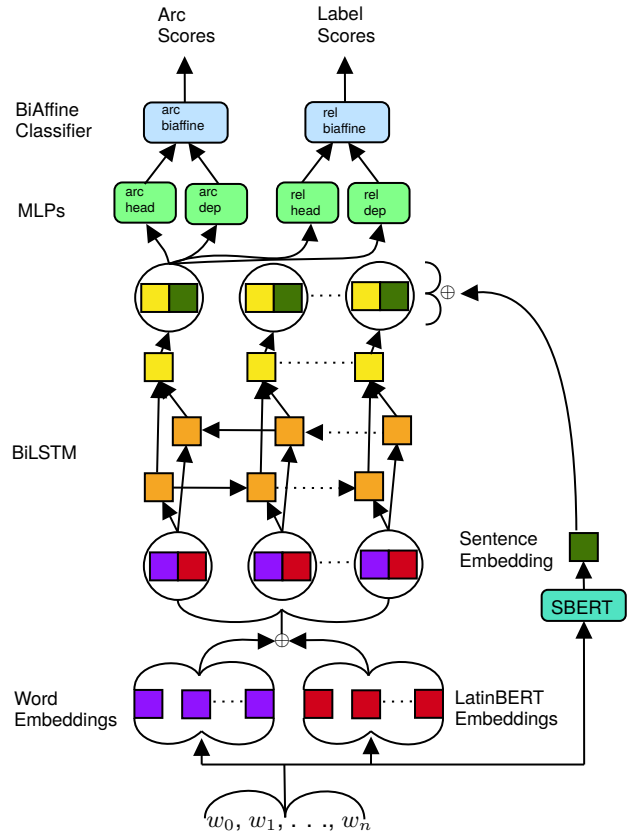 Arc
Scores
Label
Scores
BiAffine
Classifier
arc
biaffine
rel
biaffine
MLPs
arc
head
arc
dep
rel
head
rel
dep
⊕
BiLSTM
Sentence
Embedding
SBERT
⊕
Word
Embeddings
LatinBERT
Embeddings
w₀, w₁, . . ., wₙ